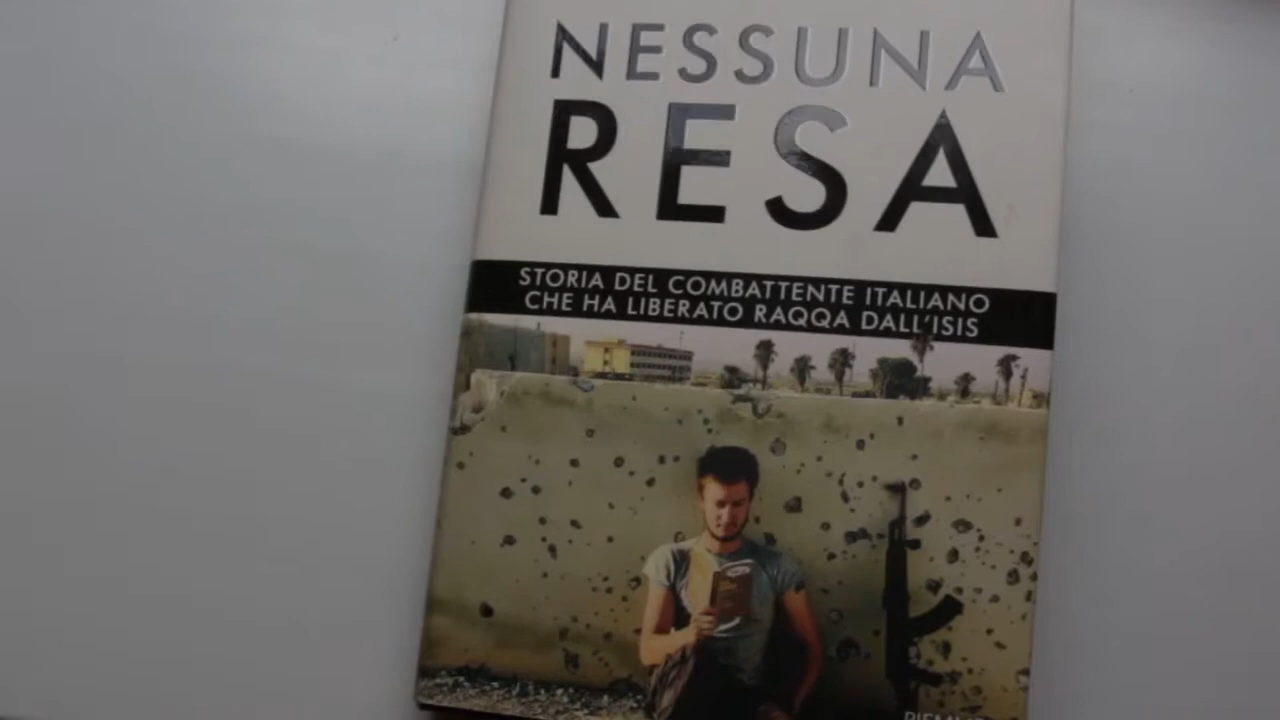 NESSUNA
RESA
STORIA DEL COMBATTENTE ITALIANO
CHE HA LIBERATO RAQQA DALL'ISIS